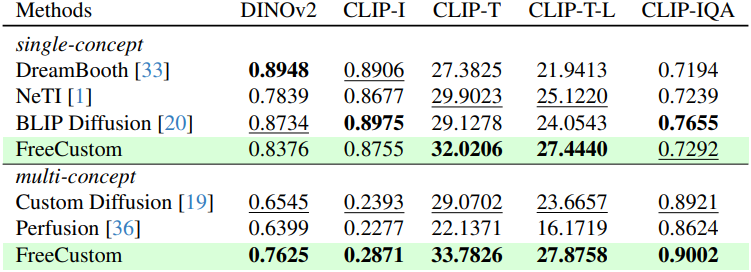 Methods DINOv2 CLIP-I CLIP-T CLIP-T-L CLIP-IQA
single-concept
DreamBooth [33] 0.8948 0.8906 27.3825 21.9413 0.7194
NeTI [1] 0.7839 0.8677 29.9023 25.1220 0.7239
BLIP Diffusion [20] 0.8734 0.8975 29.1278 24.0543 0.7655
FreeCustom 0.8376 0.8755 32.0206 27.4440 0.7292
multi-concept
Custom Diffusion [19] 0.6545 0.2393 29.0702 23.6657 0.8921
Perfusion [36] 0.6399 0.2277 22.1371 16.1719 0.8624
FreeCustom 0.7625 0.2871 33.7826 27.8758 0.9002